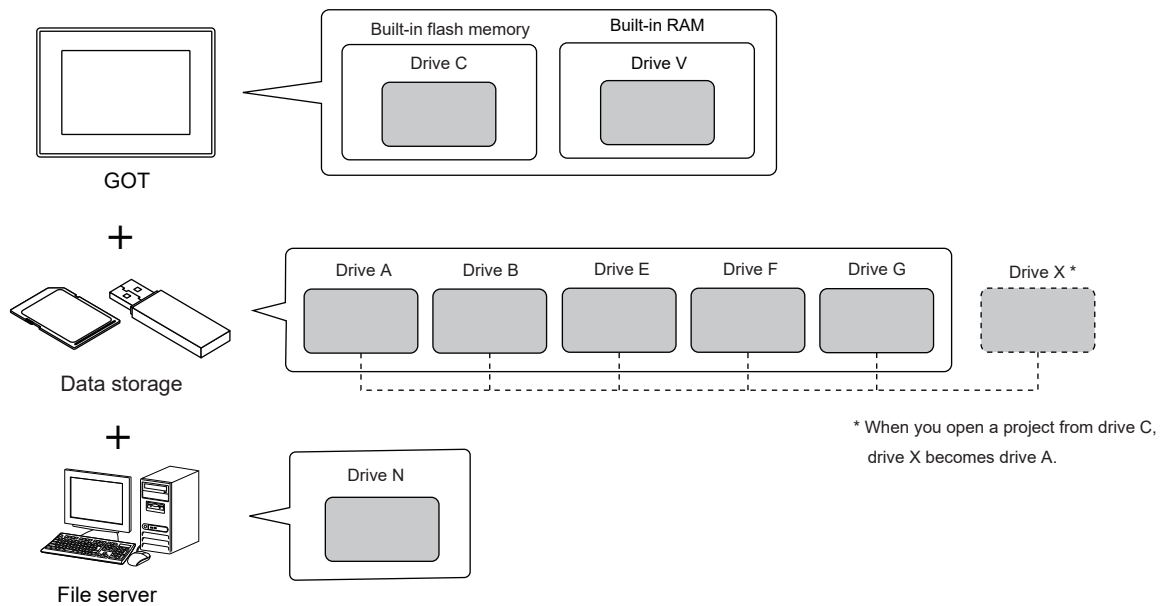 Built-in flash memory
Built-in RAM
Drive C
Drive V
GOT
+
Drive A
Drive B
Drive E
Drive F
Drive G
Drive X *
Data storage
* When you open a project from drive C,
drive X becomes drive A.
+
Drive N
File server